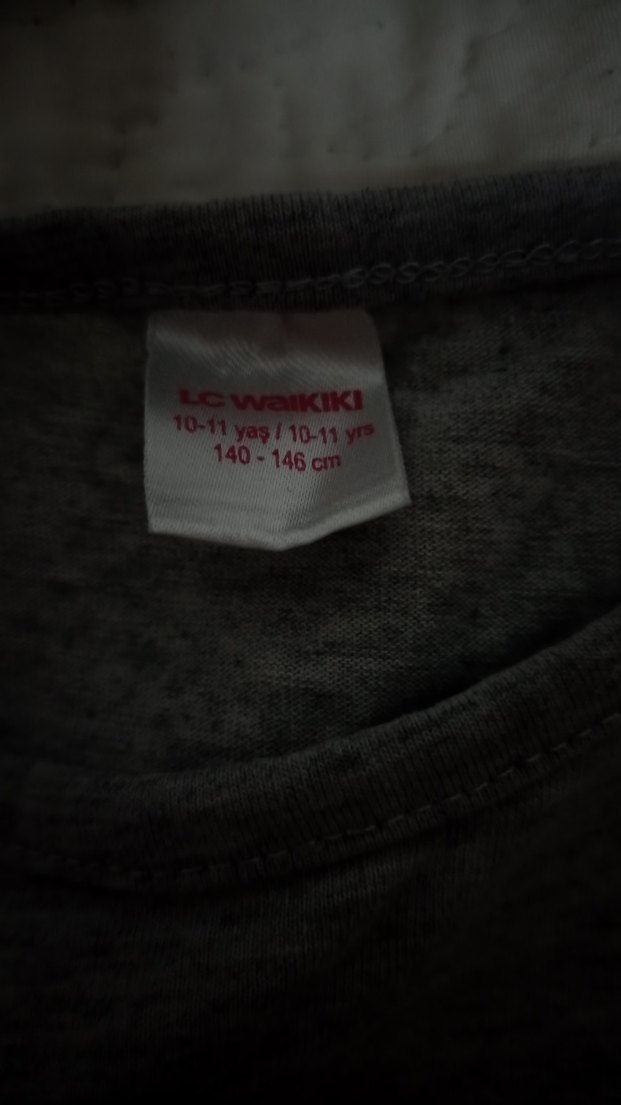 LC WAIKIKI
10-11 yaş / 10-11 yrs
140 - 146 cm